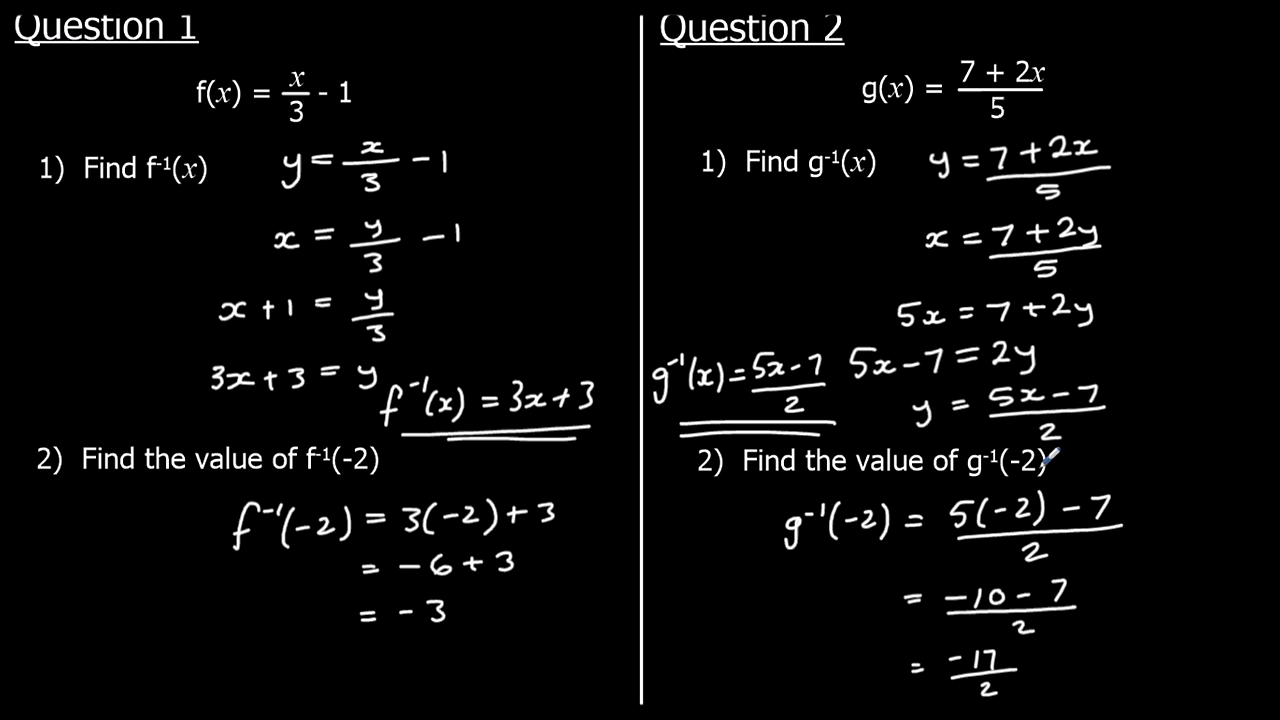 Question 1
f(x) = x/3 - 1
1) Find f⁻¹(x)
y = x/3 - 1
x = y/3 - 1
x + 1 = y/3
3x + 3 = y
f⁻¹(x) = 3x + 3
2) Find the value of f⁻¹(-2)
f⁻¹(-2) = 3(-2) + 3
= -6 + 3
= -3
Question 2
g(x) = (7 + 2x)/5
1) Find g⁻¹(x)
y = (7 + 2x)/5
x = (7 + 2y)/5
5x = 7 + 2y
5x - 7 = 2y
y = (5x - 7)/2
g⁻¹(x) = (5x - 7)/2
2) Find the value of g⁻¹(-2)
g⁻¹(-2) = (5(-2) - 7)/2
= (-10 - 7)/2
= -17/2